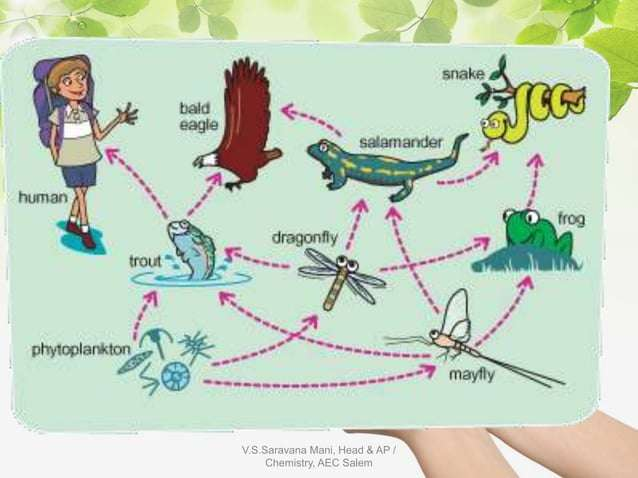 snake
bald
eagle
salamander
human
frog
dragonfly
trout
phytoplankton
mayfly
V.S.Saravana Mani, Head & AP /
Chemistry, AEC Salem